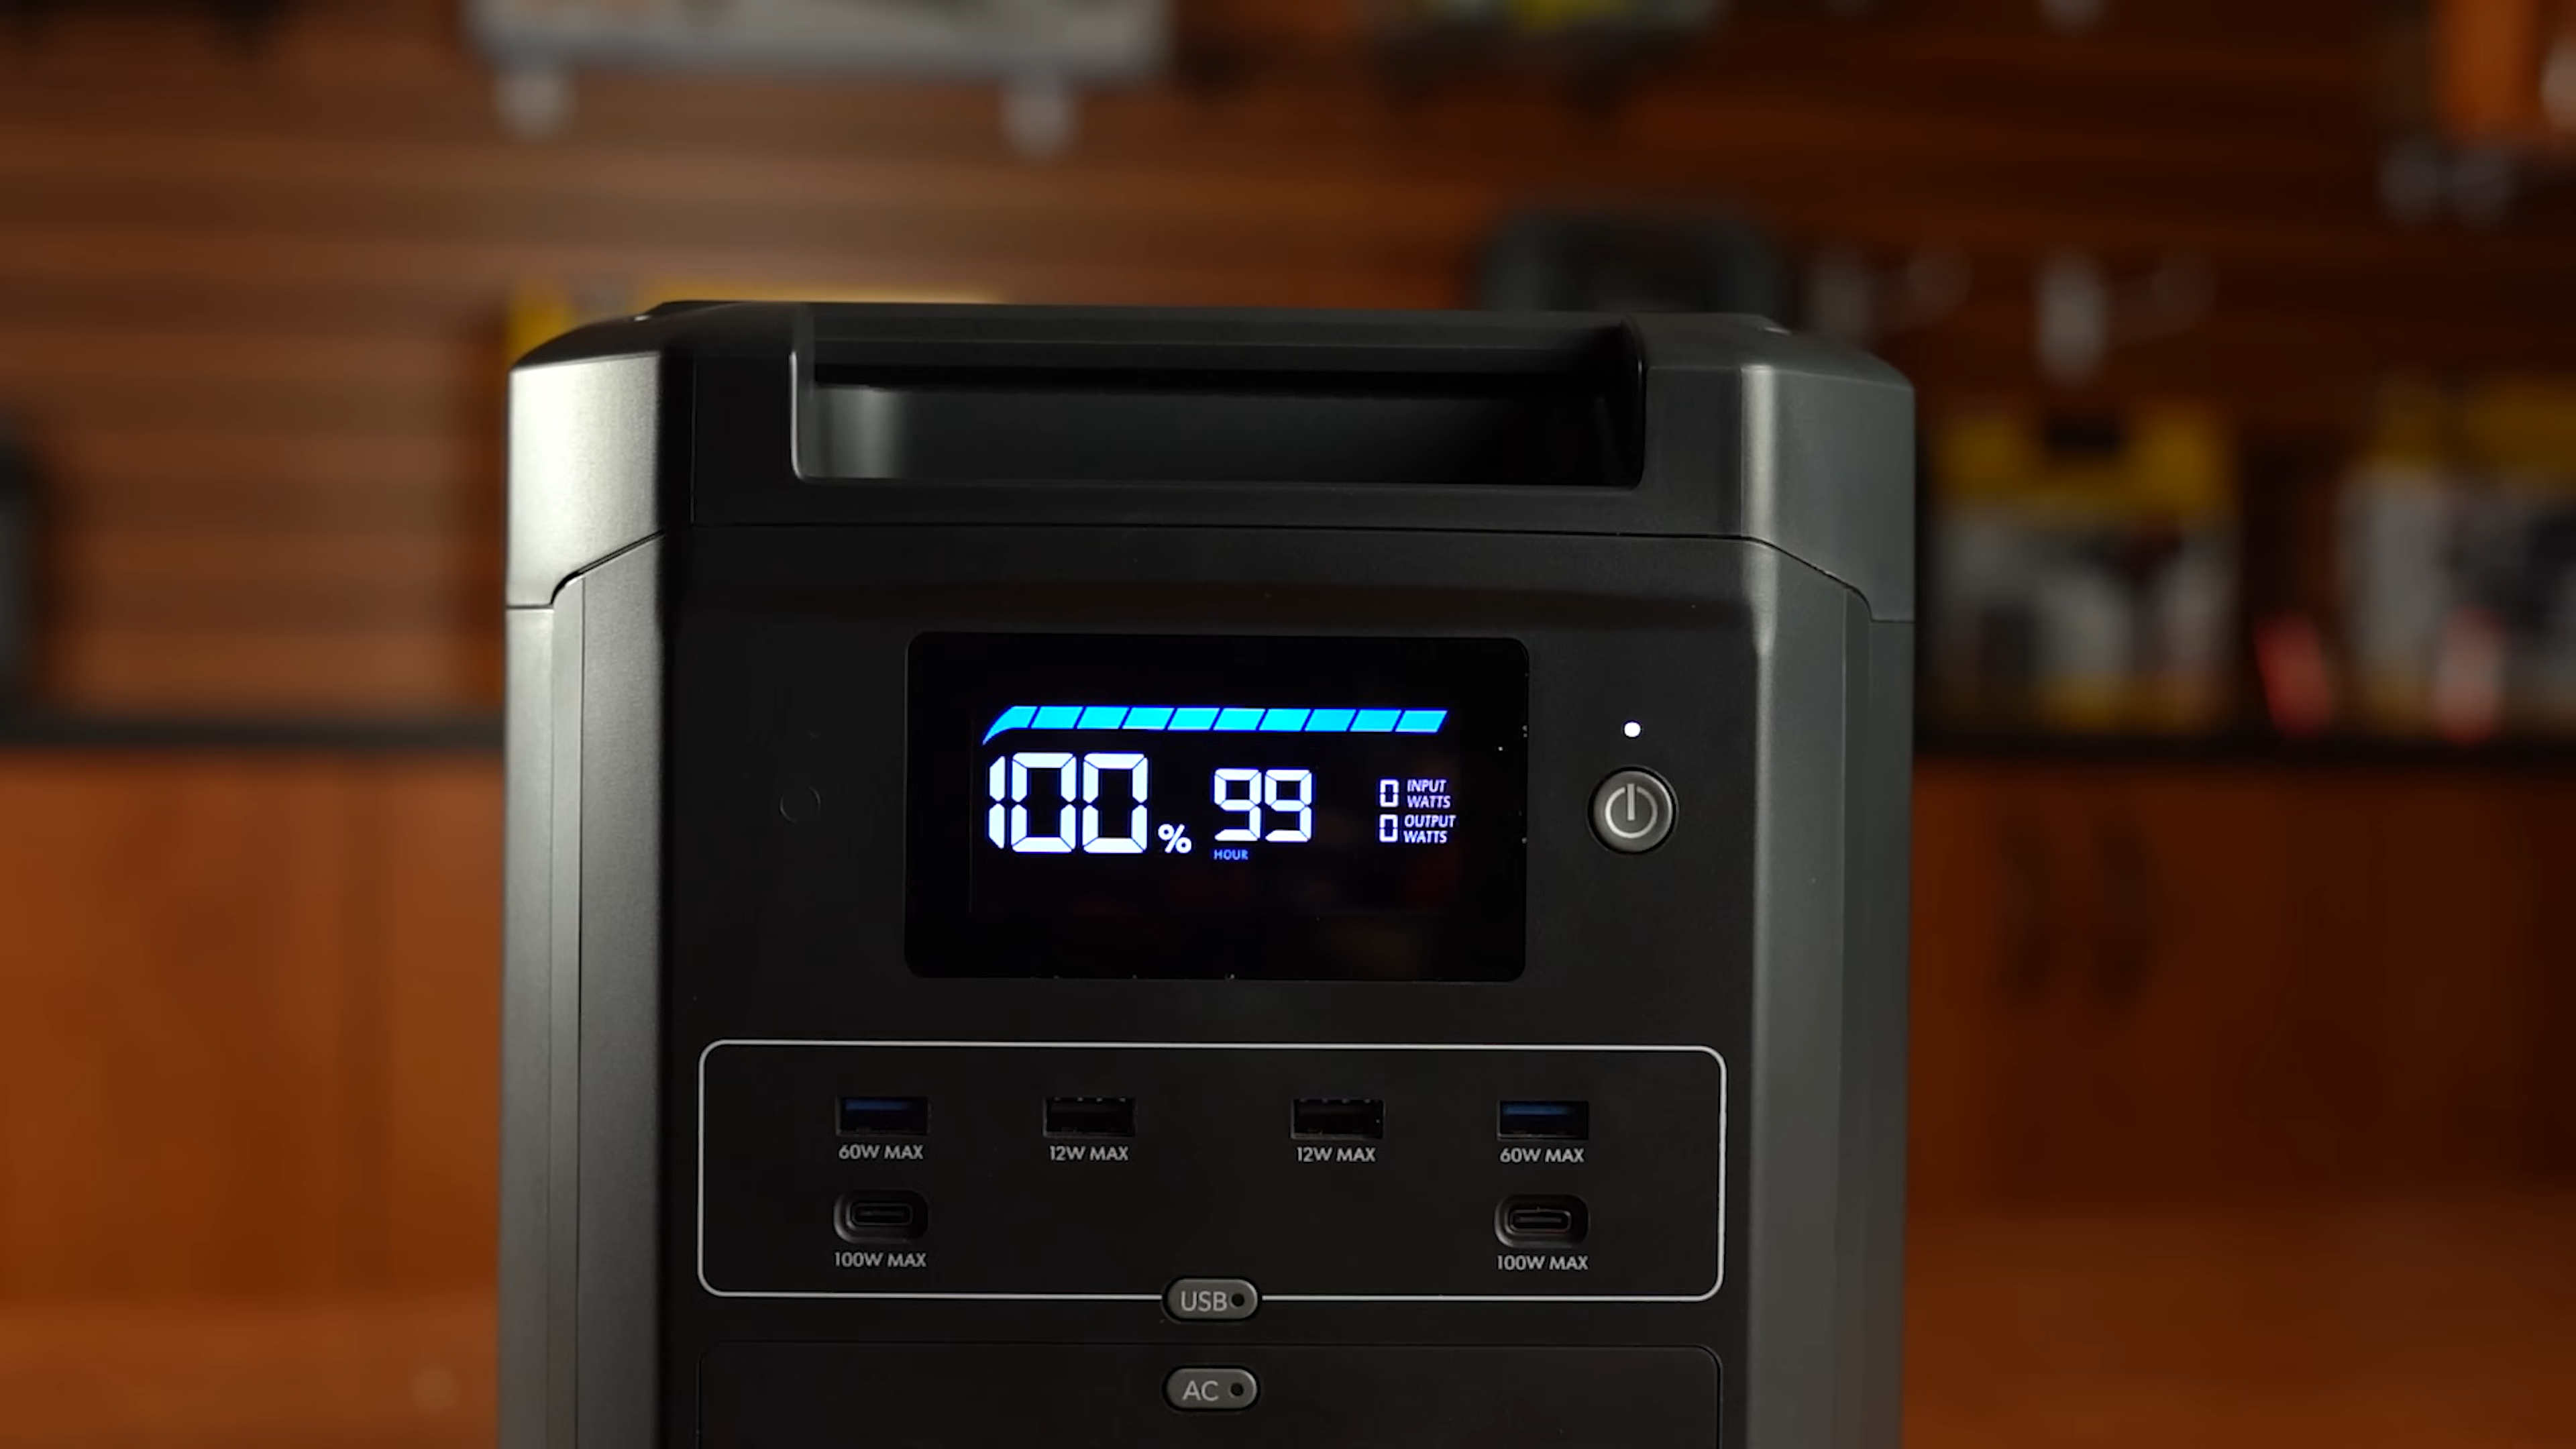 100% 99 0 INPUT WATTS
HOUR 0 OUTPUT WATTS
60W MAX 12W MAX 12W MAX 60W MAX
100W MAX 100W MAX
USB
AC